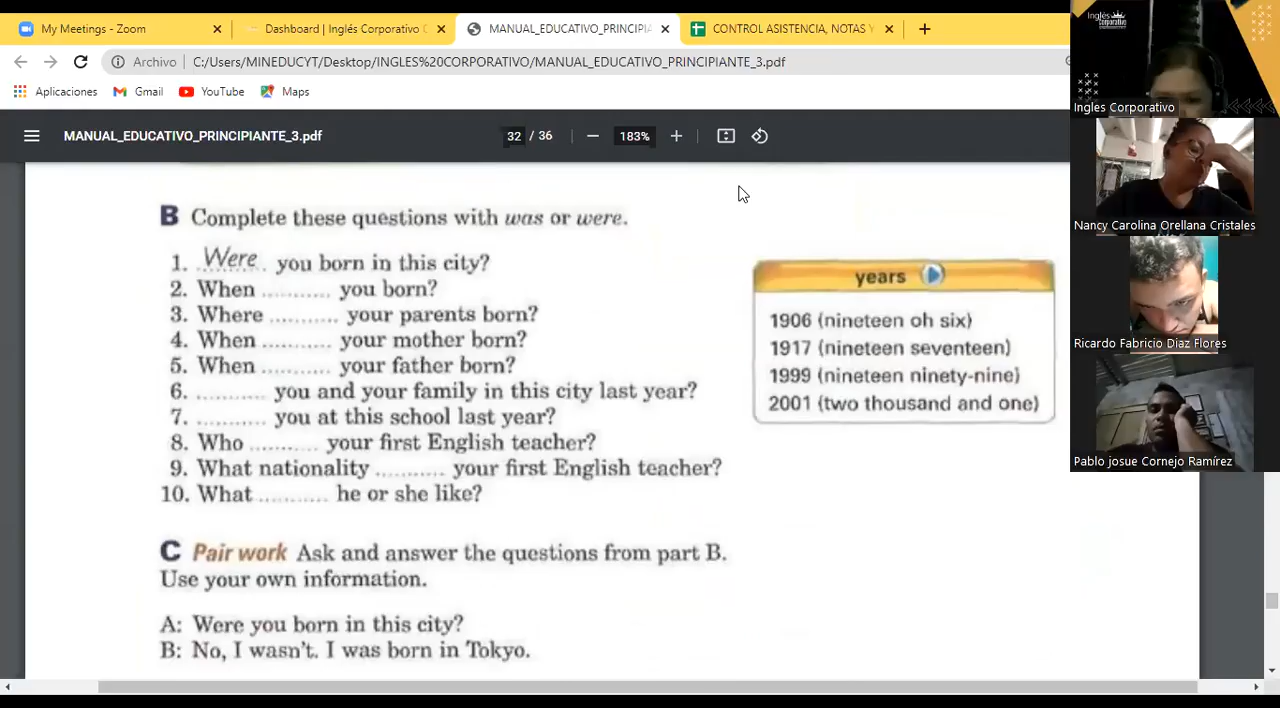 My Meetings - Zoom
Dashboard | Inglés Corporativo C
MANUAL_EDUCATIVO_PRINCIPIA
CONTROL ASISTENCIA, NOTAS Y
Archivo
C:/Users/MINEDUCYT/Desktop/INGLES%20CORPORATIVO/MANUAL_EDUCATIVO_PRINCIPIANTE_3.pdf
Aplicaciones
Gmail
YouTube
Maps
MANUAL_EDUCATIVO_PRINCIPIANTE_3.pdf
32 / 36
183%
B Complete these questions with was or were.
1. Were you born in this city?
2. When ........... you born?
3. Where ........... your parents born?
4. When ........... your mother born?
5. When ........... your father born?
6. ........... you and your family in this city last year?
7. ........... you at this school last year?
8. Who ........... your first English teacher?
9. What nationality ........... your first English teacher?
10. What ........... he or she like?
years
1906 (nineteen oh six)
1917 (nineteen seventeen)
1999 (nineteen ninety-nine)
2001 (two thousand and one)
C Pair work Ask and answer the questions from part B.
Use your own information.
A: Were you born in this city?
B: No, I wasn't. I was born in Tokyo.
Inglés
Corporativo
Ingles Corporativo
Nancy Carolina Orellana Cristales
Ricardo Fabricio Diaz Flores
Pablo josue Cornejo Ramírez